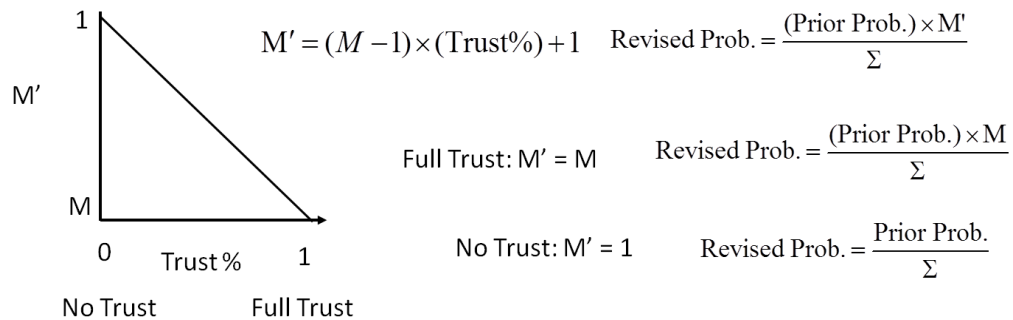 1
M′
M
0
Trust %
1
No Trust
Full Trust
M′ = (M −1)×(Trust%)+1
Revised Prob. = (Prior Prob.)×M' / Σ
Full Trust: M′ = M
Revised Prob. = (Prior Prob.)×M / Σ
No Trust: M′ = 1
Revised Prob. = Prior Prob. / Σ